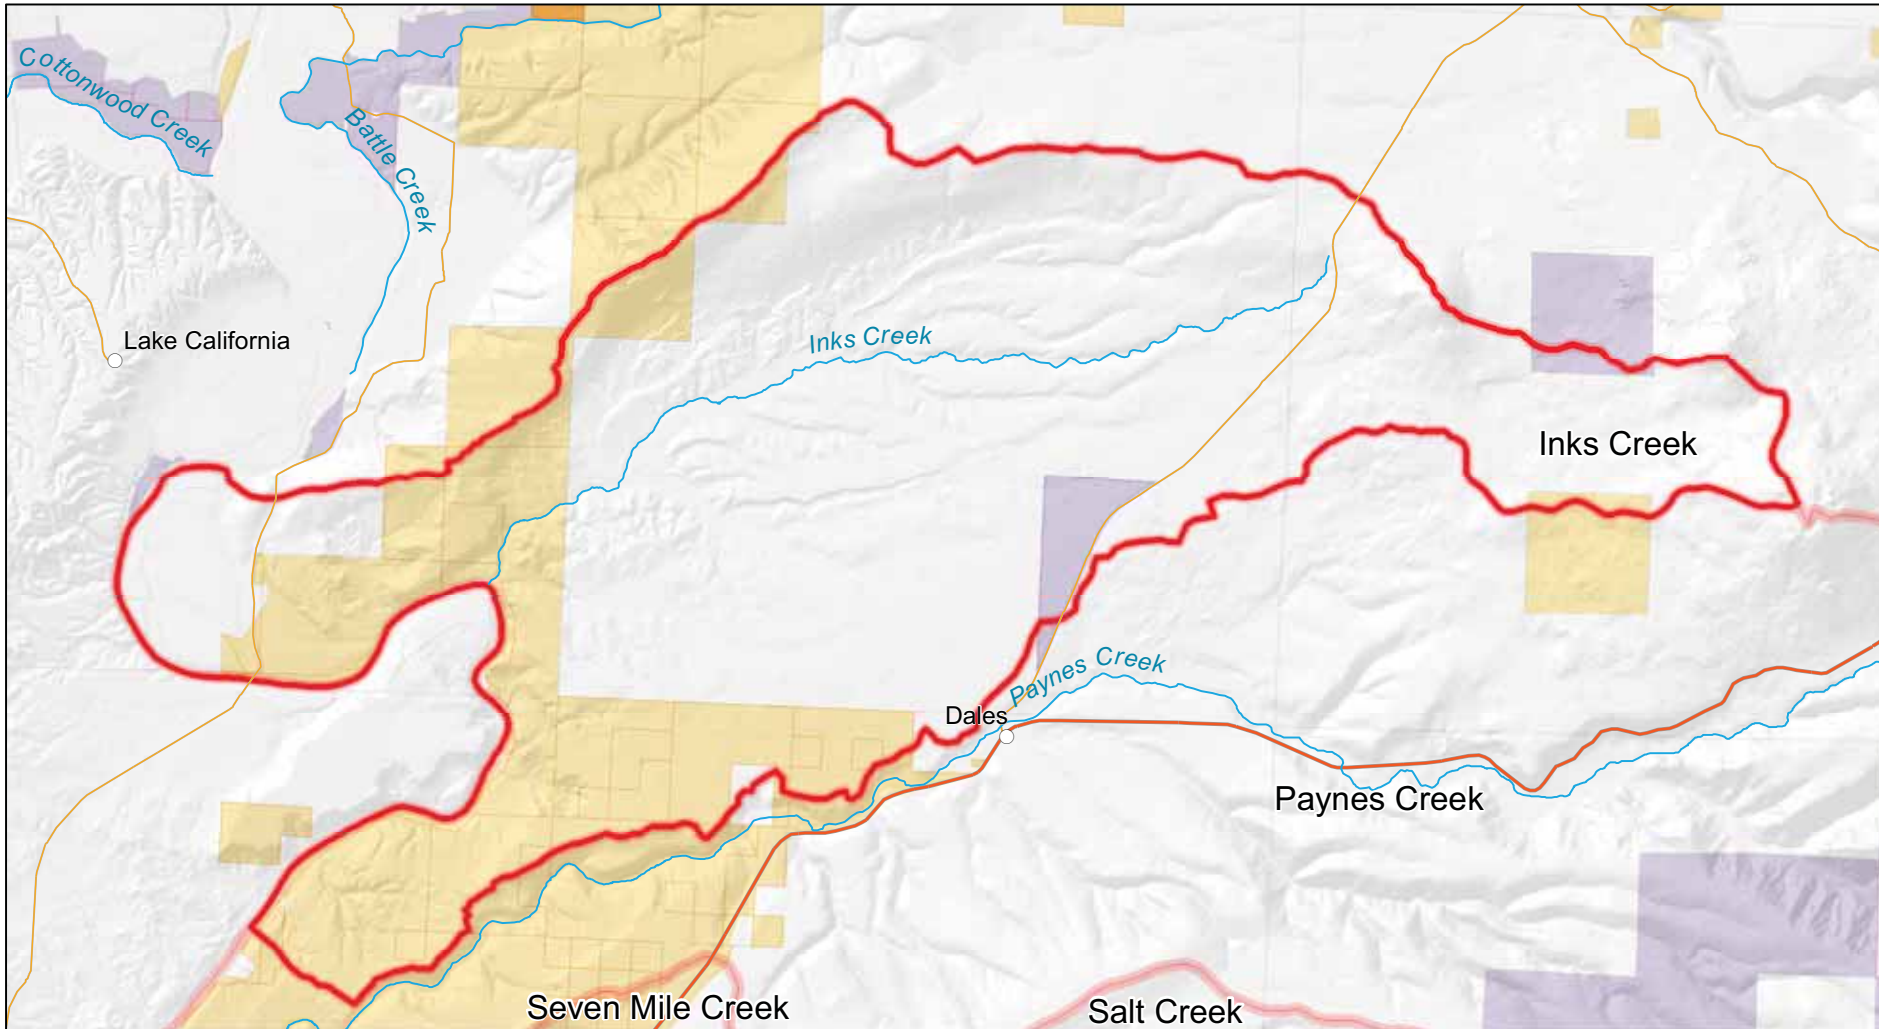 Cottonwood Creek
Battle Creek
Lake California
Inks Creek
Inks Creek
Paynes Creek
Dales
Paynes Creek
Seven Mile Creek
Salt Creek